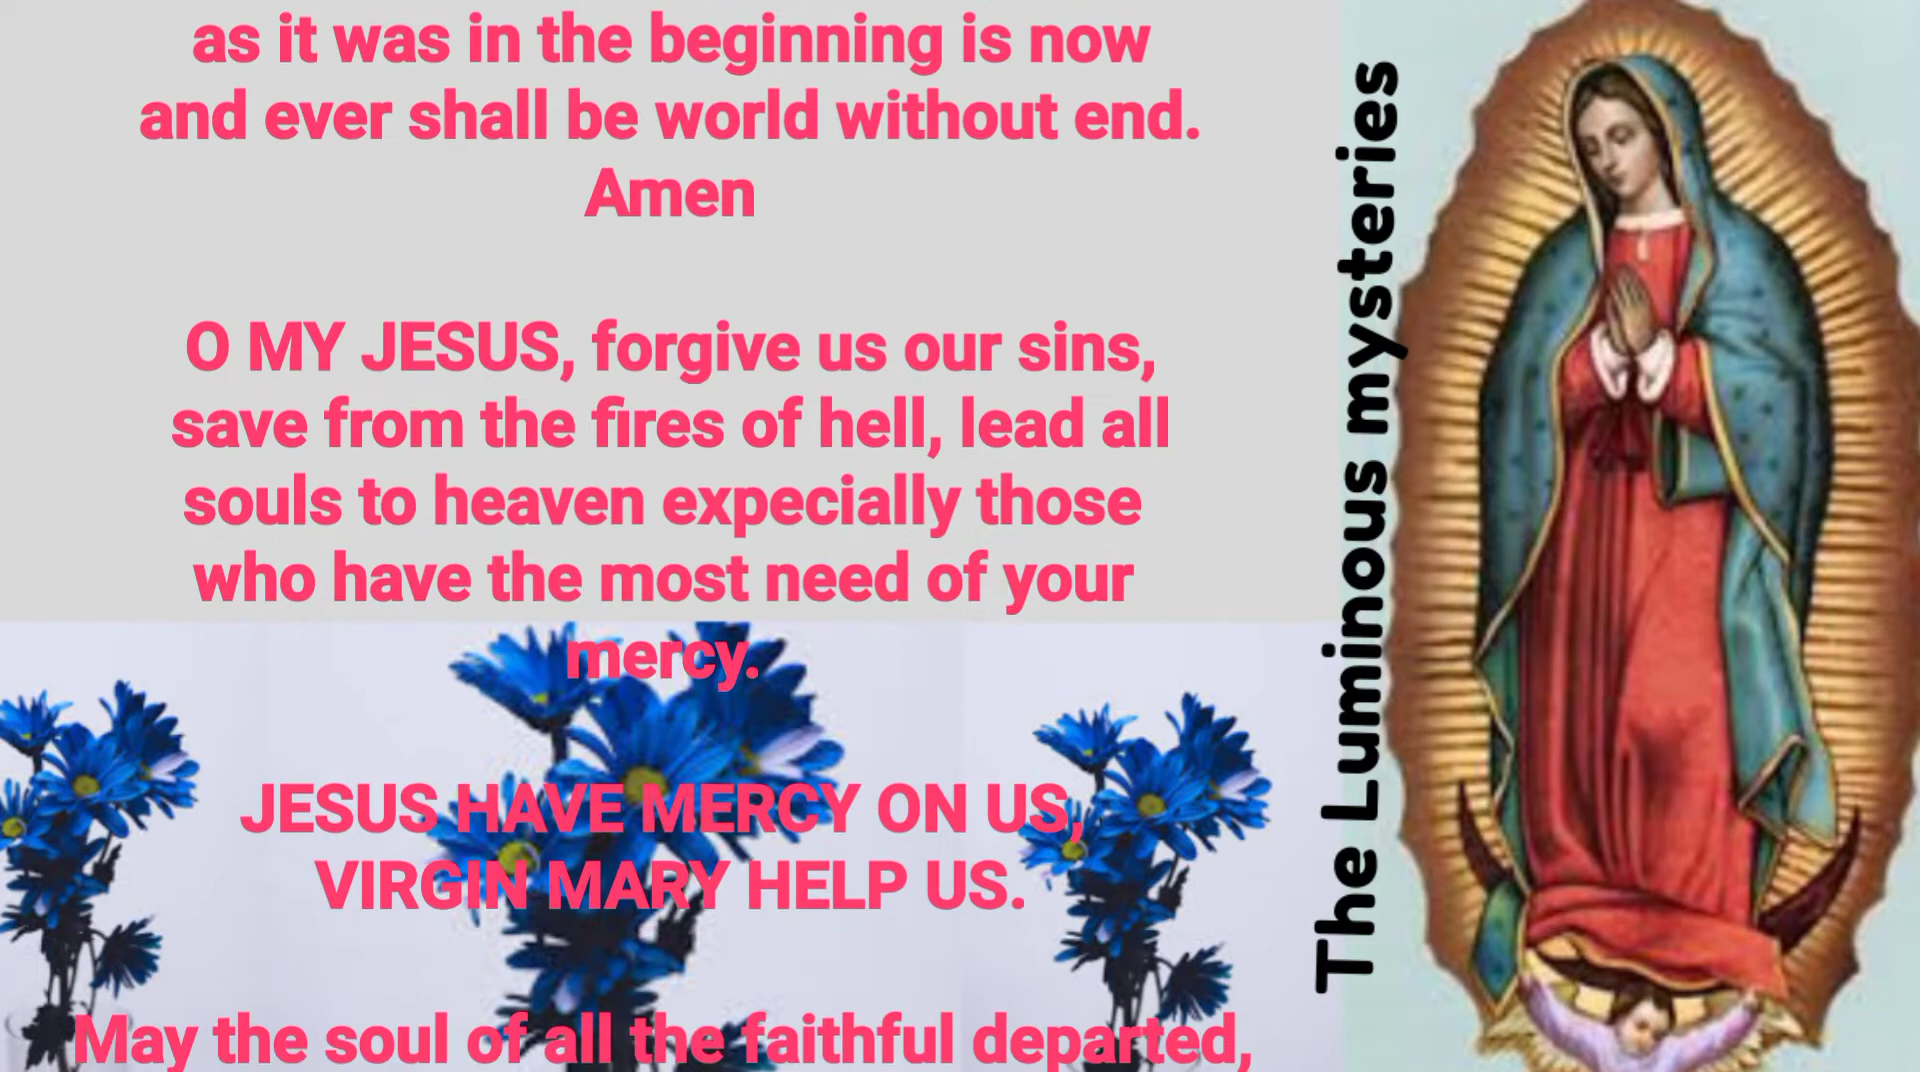 as it was in the beginning is now
and ever shall be world without end.
Amen
O MY JESUS, forgive us our sins,
save from the fires of hell, lead all
souls to heaven expecially those
who have the most need of your
mercy.
JESUS HAVE MERCY ON US,
VIRGIN MARY HELP US.
May the soul of all the faithful departed,
The Luminous mysteries